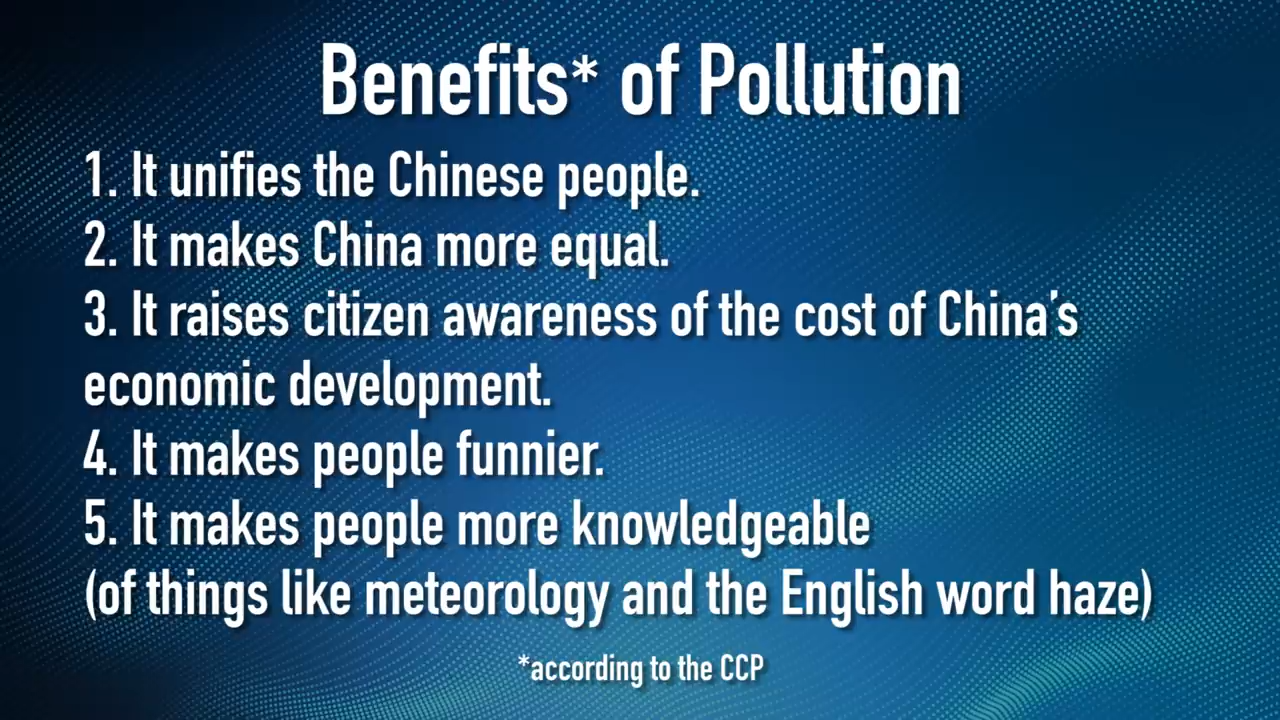 Benefits* of Pollution
1. It unifies the Chinese people.
2. It makes China more equal.
3. It raises citizen awareness of the cost of China's
economic development.
4. It makes people funnier.
5. It makes people more knowledgeable
(of things like meteorology and the English word haze)
*according to the CCP